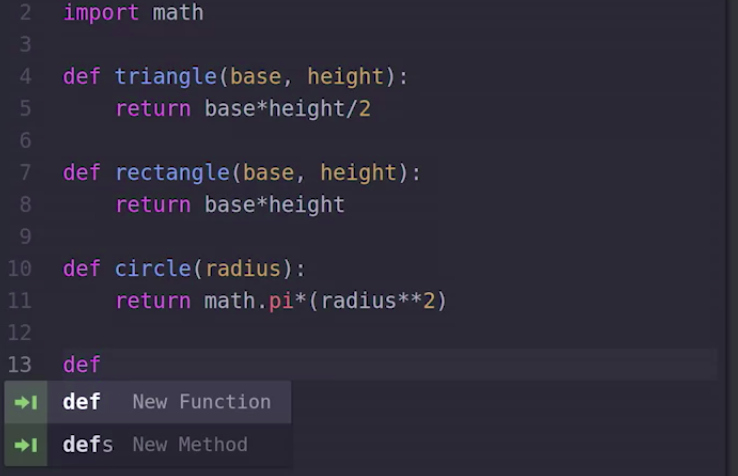 2 import math
3
4 def triangle(base, height):
5     return base*height/2
6
7 def rectangle(base, height):
8     return base*height
9
10 def circle(radius):
11     return math.pi*(radius**2)
12
13 def
def New Function
defs New Method